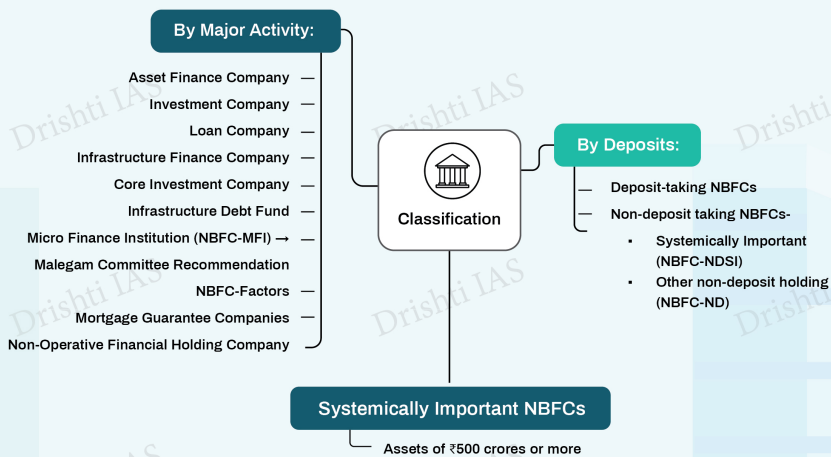 By Major Activity:
Asset Finance Company
Investment Company
Loan Company
Infrastructure Finance Company
Core Investment Company
Infrastructure Debt Fund
Micro Finance Institution (NBFC-MFI) →
Malegam Committee Recommendation
NBFC-Factors
Mortgage Guarantee Companies
Non-Operative Financial Holding Company
Classification
By Deposits:
Deposit-taking NBFCs
Non-deposit taking NBFCs-
▪ Systemically Important
(NBFC-NDSI)
▪ Other non-deposit holding
(NBFC-ND)
Systemically Important NBFCs
Assets of ₹500 crores or more
Drishti IAS
Drishti IAS
Drishti
Drishti IAS
Drishti IAS
Drishti